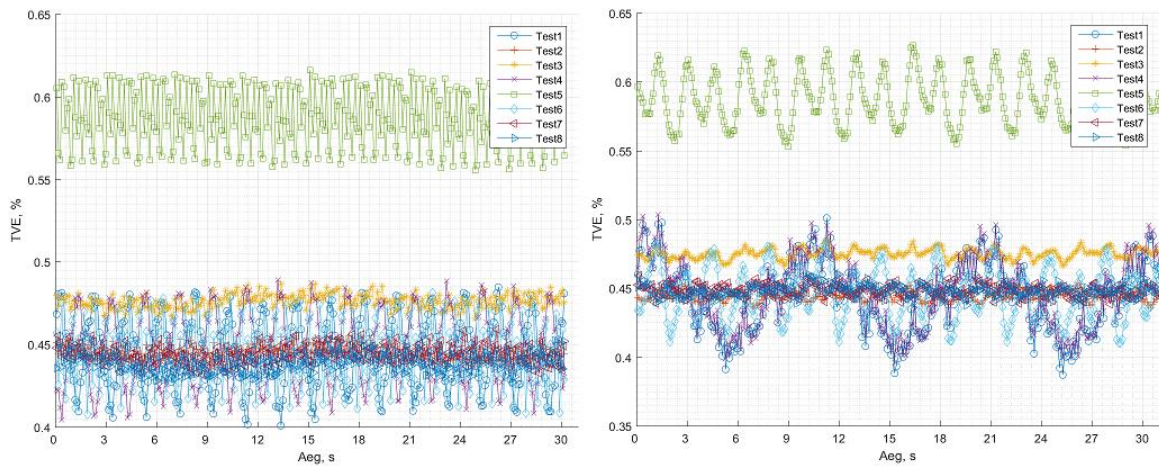 0.65
0.6
0.55
0.5
0.45
0.4
TVE, %
0 3 6 9 12 15 18 21 24 27 30
Aeg, s
Test1
Test2
Test3
Test4
Test5
Test6
Test7
Test8
0.65
0.6
0.55
0.5
0.45
0.4
0.35
TVE, %
0 3 6 9 12 15 18 21 24 27 30
Aeg, s
Test1
Test2
Test3
Test4
Test5
Test6
Test7
Test8